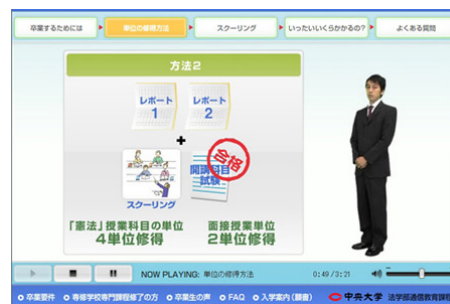 卒業するためには
単位の修得方法
スクーリング
いったいいくらかかるの?
よくある質問
方法2
レポート
1
レポート
2
+
合格
開講科目
試験
スクーリング
「憲法」授業科目の単位
4単位修得
面接授業単位
2単位修得
NOW PLAYING: 単位の修得方法
0:49/3:21
卒業要件
専修学校専門課程修了の方
卒業生の声
FAQ
入学案内(願書)
中央大学 法学部通信教育課程